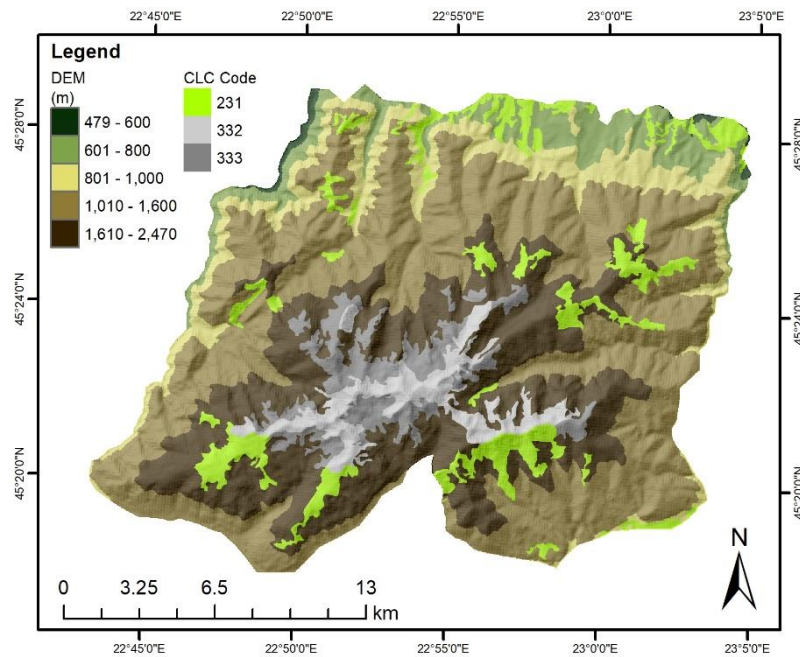 22°45'0"E 22°50'0"E 22°55'0"E 23°0'0"E 23°5'0"E
Legend
DEM
(m)
479 - 600
601 - 800
801 - 1,000
1,010 - 1,600
1,610 - 2,470
CLC Code
231
332
333
45°28'0"N
45°24'0"N
45°20'0"N
45°28'0"N
45°24'0"N
45°20'0"N
N
0 3.25 6.5 13
km
22°45'0"E 22°50'0"E 22°55'0"E 23°0'0"E 23°5'0"E